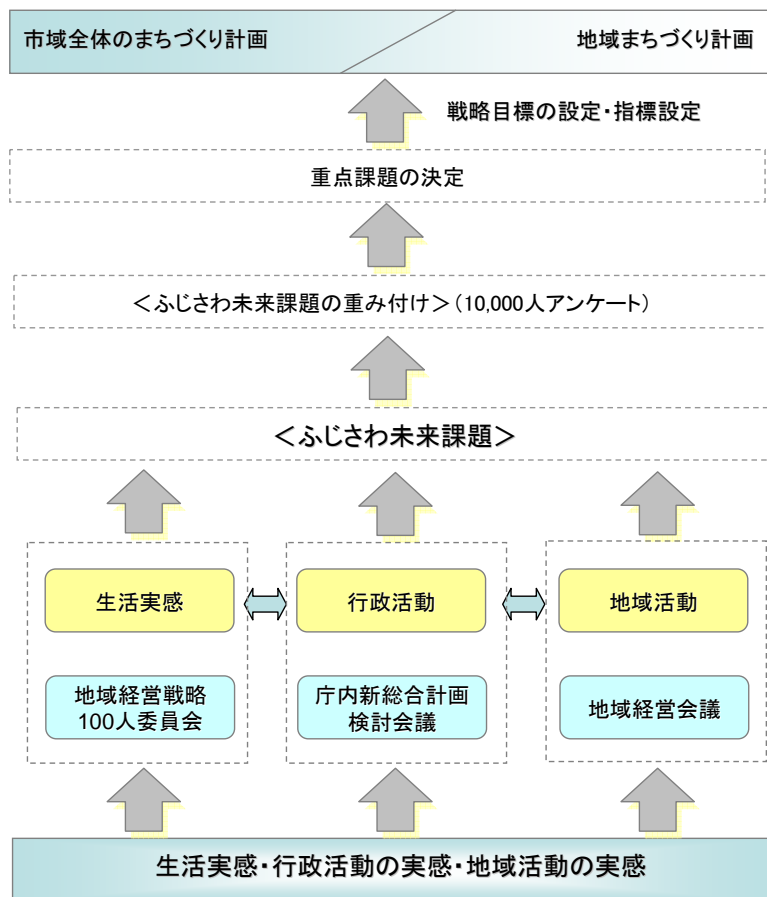 市域全体のまちづくり計画
地域まちづくり計画
戦略目標の設定・指標設定
重点課題の決定
＜ふじさわ未来課題の重み付け＞（10,000人アンケート）
＜ふじさわ未来課題＞
生活実感
行政活動
地域活動
地域経営戦略
100人委員会
庁内新総合計画
検討会議
地域経営会議
生活実感・行政活動の実感・地域活動の実感